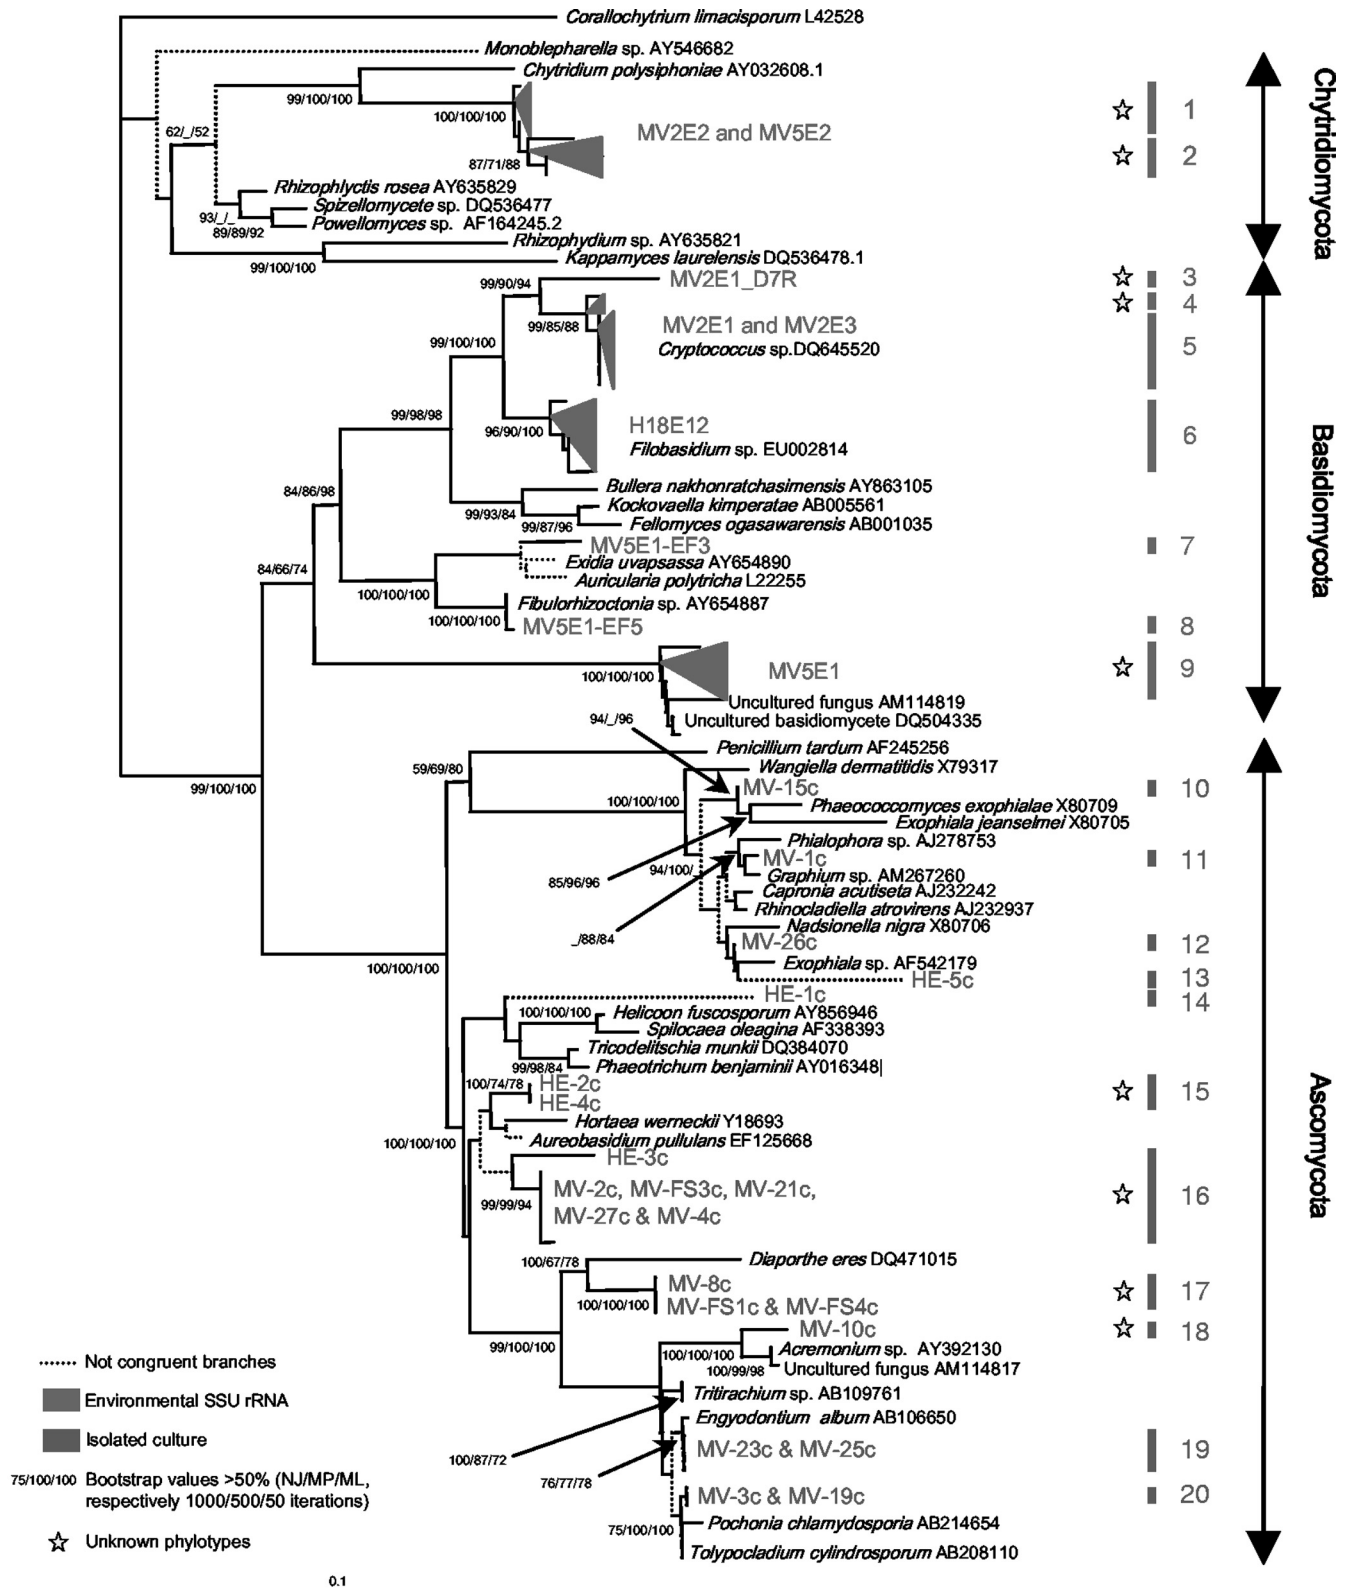 Corallochytrium limacisporum L42528
Monoblepharella sp. AY546682
Chytridium polysiphoniae AY032608.1
99/100/100
1
100/100/100
MV2E2 and MV5E2
62/_/52
2
87/71/88
Rhizophlyctis rosea AY635829
Spizellomycete sp. DQ536477
93/_/_
Powellomyces sp. AF164245.2
89/89/92
Rhizophydium sp. AY635821
Kappamyces laurelensis DQ536478.1
99/100/100
Chytridiomycota
99/90/94
MV2E1_D7R
3
4
99/85/88
MV2E1 and MV2E3
Cryptococcus sp.DQ645520
5
99/100/100
99/98/98
96/90/100
H18E12
6
Filobasidium sp. EU002814
Bullera nakhonratchasimensis AY863105
84/86/98
Kockovaella kimperatae AB005561
99/93/84
99/87/96
Fellomyces ogasawarensis AB001035
MV5E1-EF3
7
Exidia uvapsassa AY654890
84/66/74
Auricularia polytricha L22255
100/100/100
Fibulorhizoctonia sp. AY654887
100/100/100
MV5E1-EF5
8
MV5E1
9
100/100/100
Uncultured fungus AM114819
Uncultured basidiomycete DQ504335
Basidiomycota
94/_/96
Penicillium tardum AF245256
59/69/80
Wangiella dermatitidis X79317
99/100/100
MV-15c
10
100/100/100
Phaeococcomyces exophialae X80709
Exophiala jeanselmei X80705
Phialophora sp. AJ278753
MV-1c
11
94/100/_
Graphium sp. AM267260
85/96/96
Capronia acutiseta AJ232242
Rhinocladiella atrovirens AJ232937
Nadsionella nigra X80706
_/88/84
MV-26c
12
Exophiala sp. AF542179
100/100/100
HE-5c
13
HE-1c
14
100/100/100
Helicoon fuscosporum AY856946
Spilocaea oleagina AF338393
Tricodelitschia munkii DQ384070
99/98/84
Phaeotrichum benjaminii AY016348
100/74/78
HE-2c
15
HE-4c
Hortaea werneckii Y18693
100/100/100
Aureobasidium pullulans EF125668
HE-3c
MV-2c, MV-FS3c, MV-21c,
16
99/99/94
MV-27c & MV-4c
Ascomycota
100/67/78
Diaporthe eres DQ471015
MV-8c
17
100/100/100
MV-FS1c & MV-FS4c
MV-10c
18
99/100/100
100/100/100
Acremonium sp. AY392130
100/99/98
Uncultured fungus AM114817
Tritirachium sp. AB109761
Engyodontium album AB106650
MV-23c & MV-25c
19
100/87/72
76/77/78
MV-3c & MV-19c
20
Pochonia chlamydosporia AB214654
75/100/100
Tolypocladium cylindrosporum AB208110
Not congruent branches
Environmental SSU rRNA
Isolated culture
75/100/100 Bootstrap values >50% (NJ/MP/ML,
respectively 1000/500/50 iterations)
Unknown phylotypes
0.1